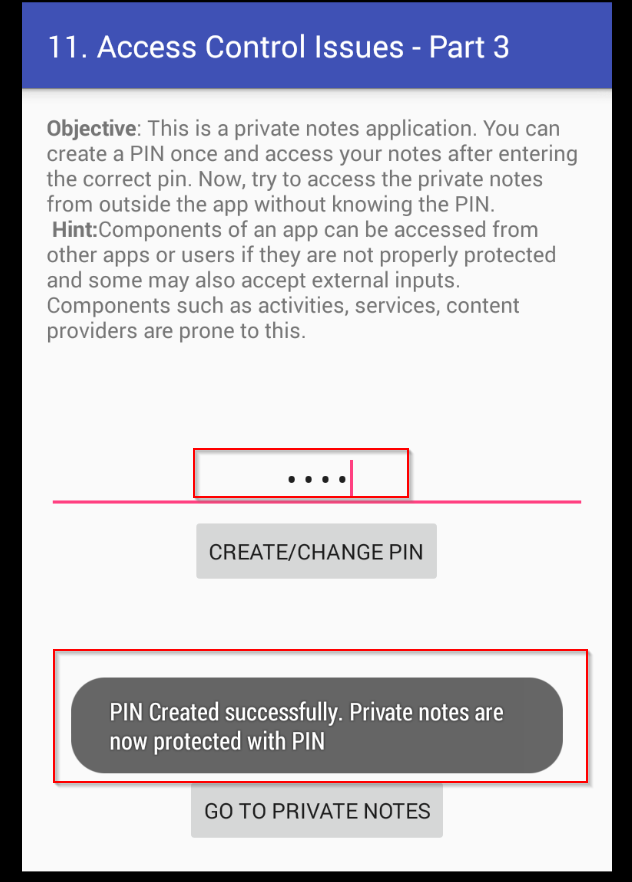 11. Access Control Issues - Part 3
Objective: This is a private notes application. You can
create a PIN once and access your notes after entering
the correct pin. Now, try to access the private notes
from outside the app without knowing the PIN.
Hint:Components of an app can be accessed from
other apps or users if they are not properly protected
and some may also accept external inputs.
Components such as activities, services, content
providers are prone to this.
••••
CREATE/CHANGE PIN
PIN Created successfully. Private notes are
now protected with PIN
GO TO PRIVATE NOTES